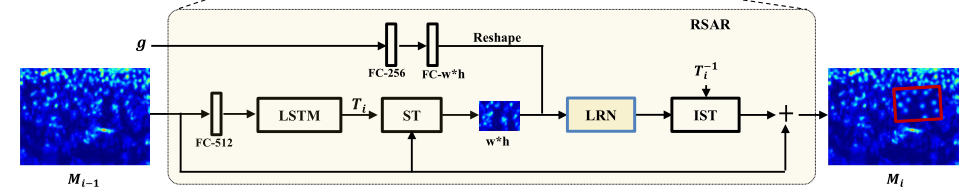 RSAR
g
FC-256
FC-w*h
Reshape
T_i^{-1}
FC-512
LSTM
T_i
ST
w*h
LRN
IST
+
M_{i-1}
M_i